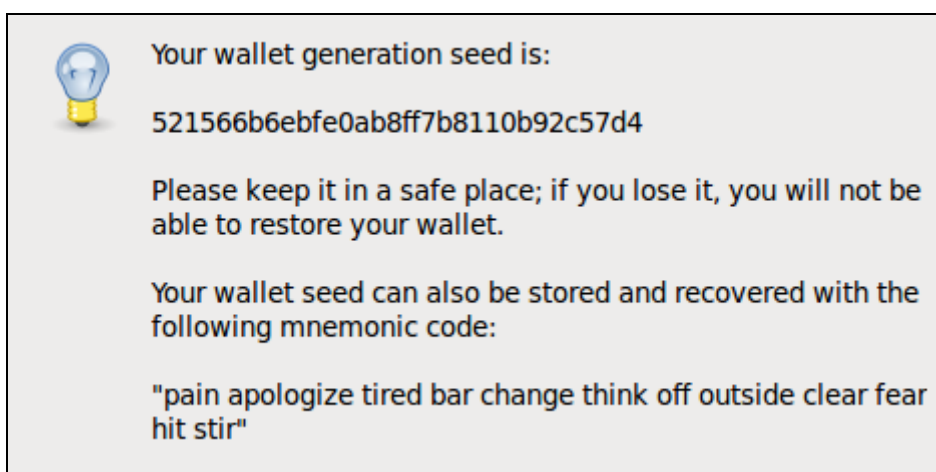 Your wallet generation seed is:
521566b6ebfe0ab8ff7b8110b92c57d4
Please keep it in a safe place; if you lose it, you will not be
able to restore your wallet.
Your wallet seed can also be stored and recovered with the
following mnemonic code:
"pain apologize tired bar change think off outside clear fear
hit stir"